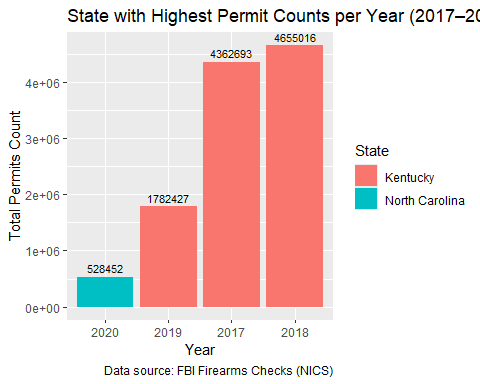 State with Highest Permit Counts per Year (2017–20
4655016
4362693
1782427
528452
4e+06
3e+06
2e+06
1e+06
0e+00
Total Permits Count
2020 2019 2017 2018
Year
State
Kentucky
North Carolina
Data source: FBI Firearms Checks (NICS)